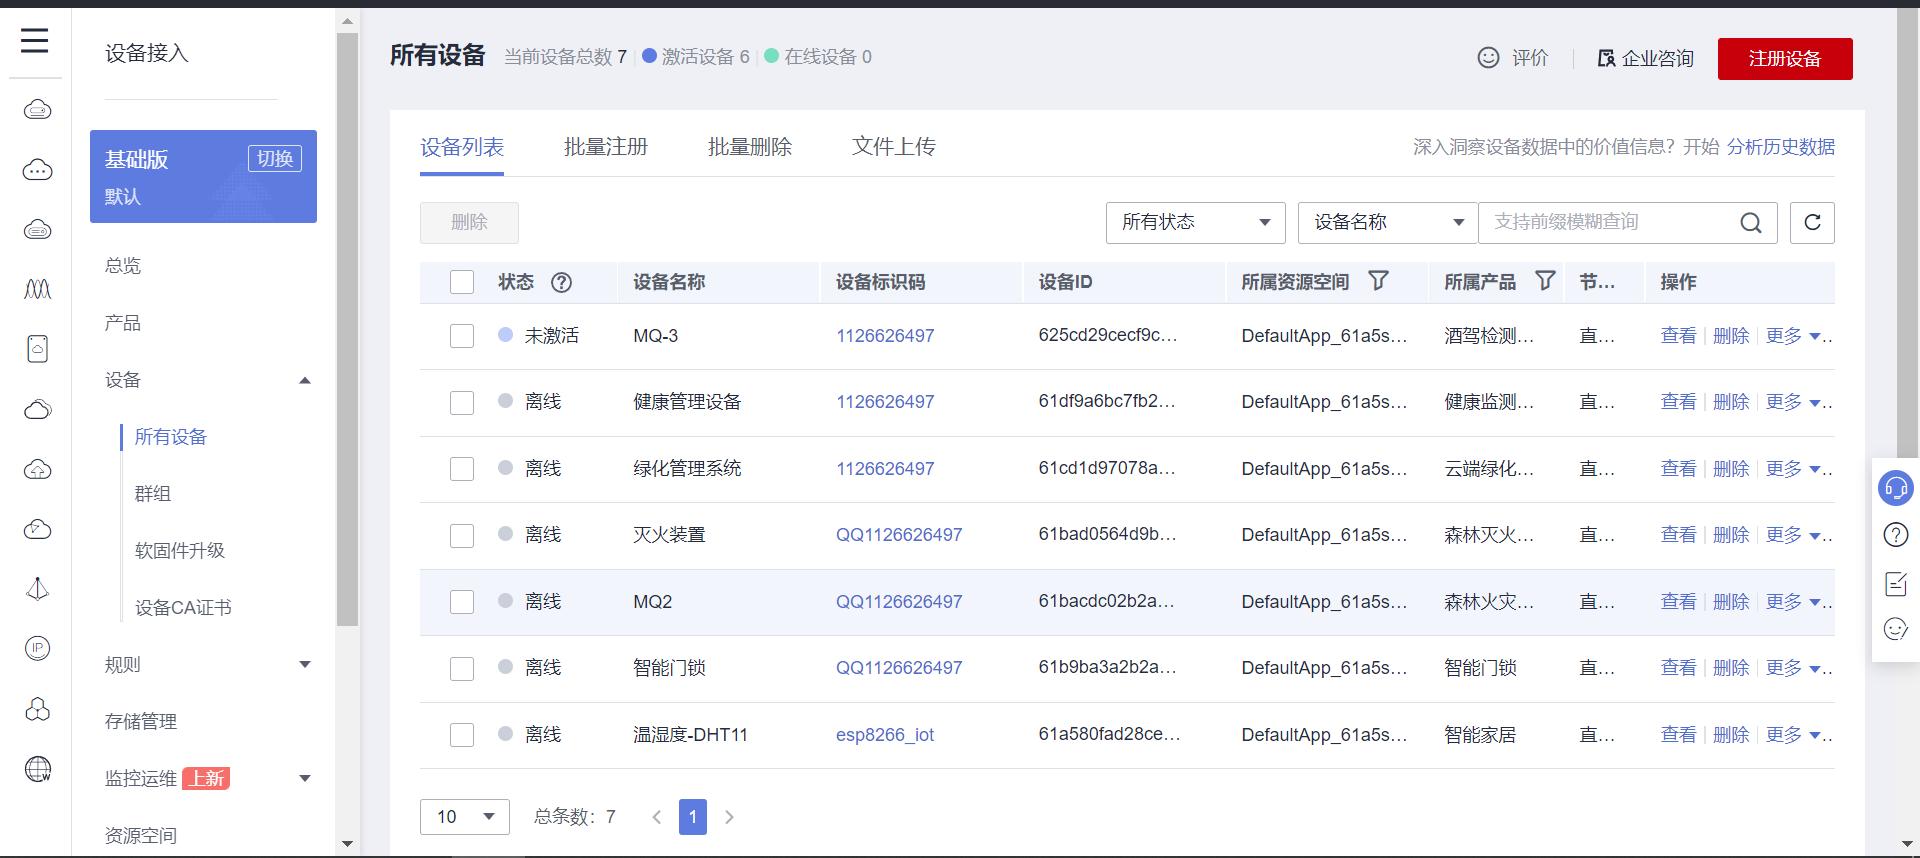 设备接入
基础版 切换
默认
总览
产品
设备
所有设备
群组
软固件升级
设备CA证书
规则
存储管理
监控运维 上新
资源空间
IP
W
所有设备 当前设备总数 7 激活设备 6 在线设备 0
评价 企业咨询 注册设备
设备列表 批量注册 批量删除 文件上传
深入洞察设备数据中的价值信息？开始 分析历史数据
删除 所有状态 设备名称 支持前缀模糊查询
状态 设备名称 设备标识码 设备ID 所属资源空间 所属产品 节... 操作
未激活 MQ-3 1126626497 625cd29cecf9c... DefaultApp_61a5s... 酒驾检测... 直... 查看 删除 更多 ..
离线 健康管理设备 1126626497 61df9a6bc7fb2... DefaultApp_61a5s... 健康监测... 直... 查看 删除 更多 ..
离线 绿化管理系统 1126626497 61cd1d97078a... DefaultApp_61a5s... 云端绿化... 直... 查看 删除 更多 ..
离线 灭火装置 QQ1126626497 61bad0564d9b... DefaultApp_61a5s... 森林灭火... 直... 查看 删除 更多 ..
离线 MQ2 QQ1126626497 61bacdc02b2a... DefaultApp_61a5s... 森林火灾... 直... 查看 删除 更多 ..
离线 智能门锁 QQ1126626497 61b9ba3a2b2a... DefaultApp_61a5s... 智能门锁 直... 查看 删除 更多 ..
离线 温湿度-DHT11 esp8266_iot 61a580fad28ce... DefaultApp_61a5s... 智能家居 直... 查看 删除 更多 ..
10 总条数：7 1